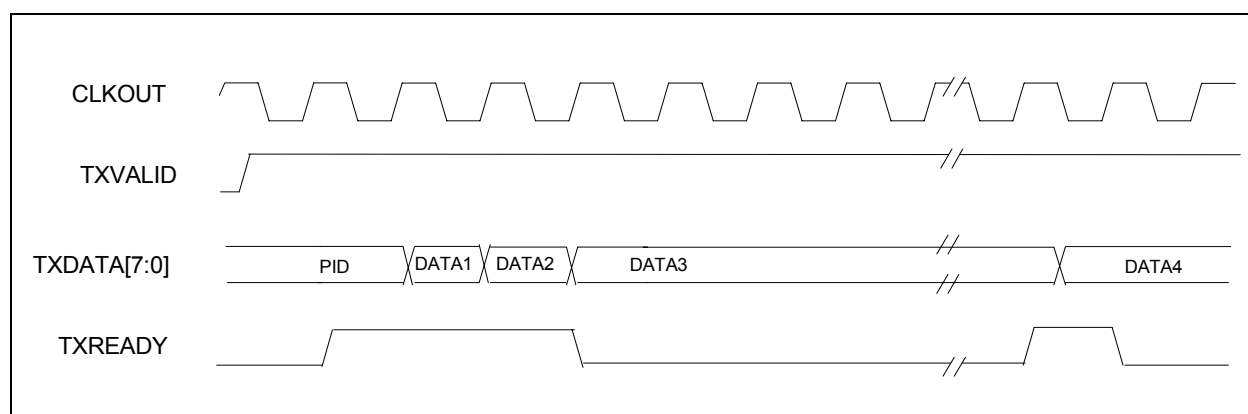 CLKOUT
TXVALID
TXDATA[7:0] PID DATA1 DATA2 DATA3 DATA4
TXREADY